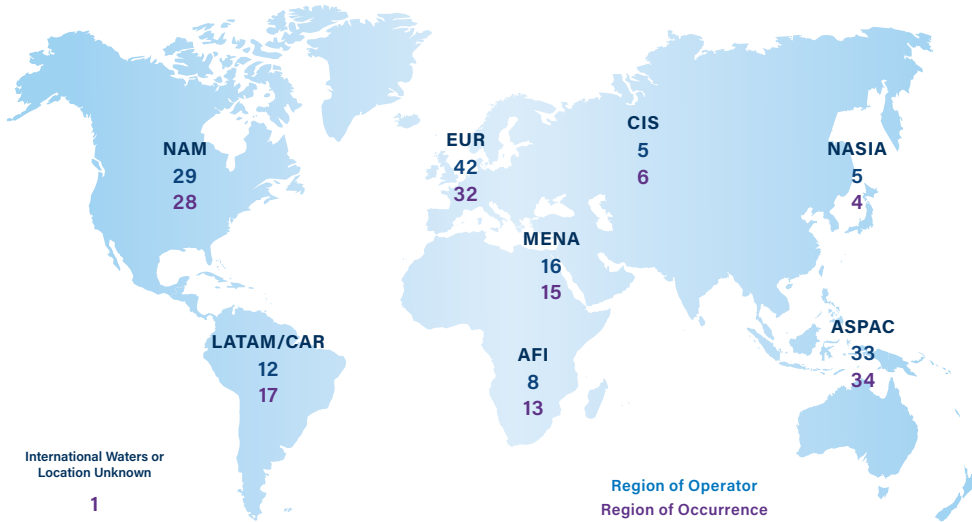 NAM
29
28
EUR
42
32
CIS
5
6
NASIA
5
4
MENA
16
15
LATAM/CAR
12
17
AFI
8
13
ASPAC
33
34
International Waters or
Location Unknown
1
Region of Operator
Region of Occurrence